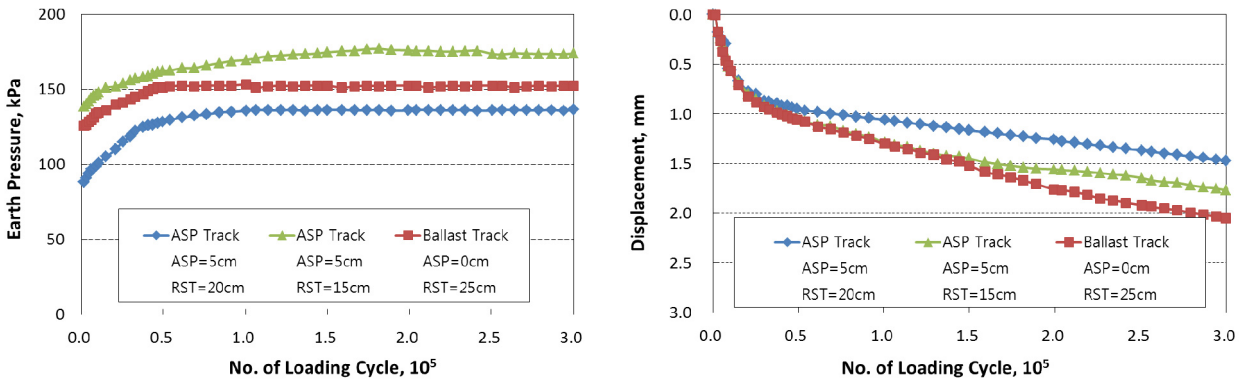 200
150
100
50
0
Earth Pressure, kPa
ASP Track ASP Track Ballast Track
ASP=5cm ASP=5cm ASP=0cm
RST=20cm RST=15cm RST=25cm
0.0 0.5 1.0 1.5 2.0 2.5 3.0
No. of Loading Cycle, 10⁵
0.0
0.5
1.0
1.5
2.0
2.5
3.0
Displacement, mm
ASP Track ASP Track Ballast Track
ASP=5cm ASP=5cm ASP=0cm
RST=20cm RST=15cm RST=25cm
0.0 0.5 1.0 1.5 2.0 2.5 3.0
No. of Loading Cycle, 10⁵